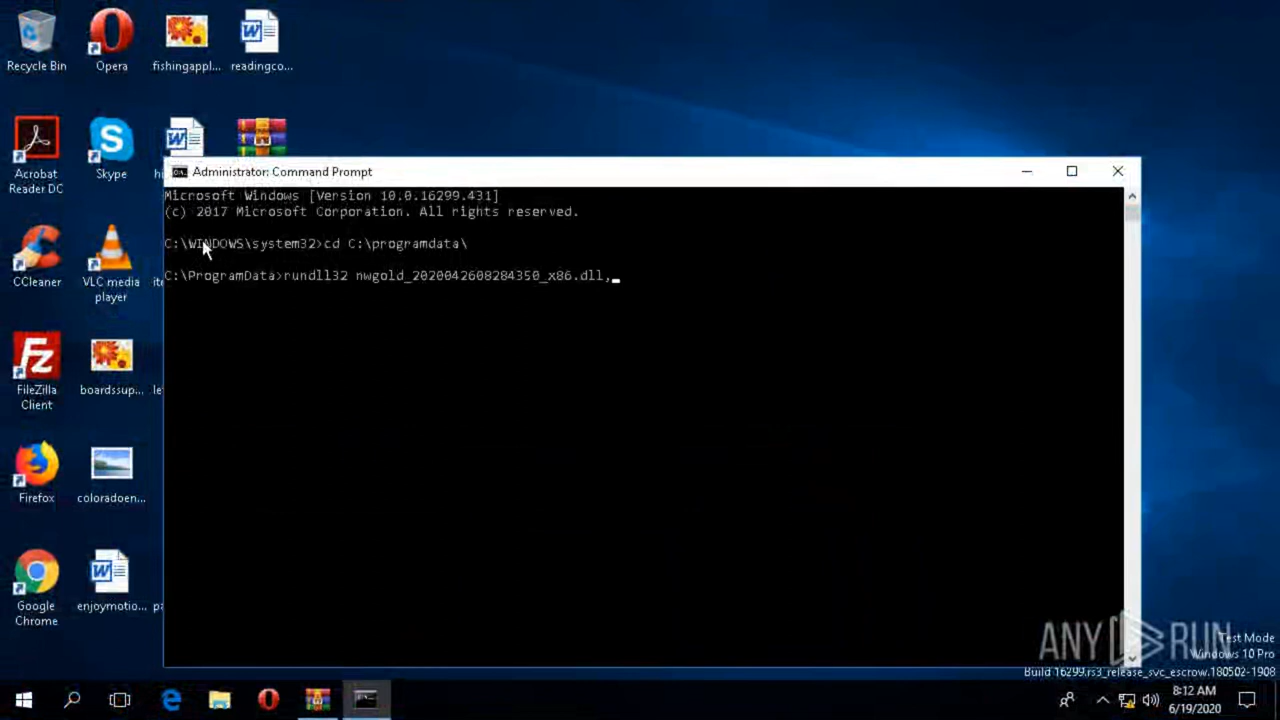 Recycle Bin
Opera
fishingappl...
readingco...
Acrobat
Reader DC
Skype
Administrator: Command Prompt
Microsoft Windows [Version 10.0.16299.431]
(c) 2017 Microsoft Corporation. All rights reserved.
C:\WINDOWS\system32>cd C:\programdata\
C:\ProgramData>rundll32 nwgold_2020042608284350_x86.dll,
CCleaner
VLC media
player
FileZilla
Client
boardssup...
Firefox
coloradoen...
Google
Chrome
enjoymotio...
ANY RUN
Test Mode
Windows 10 Pro
Build 16299.rs3_release_svc_escrow.180502-1908
8:12 AM
6/19/2020